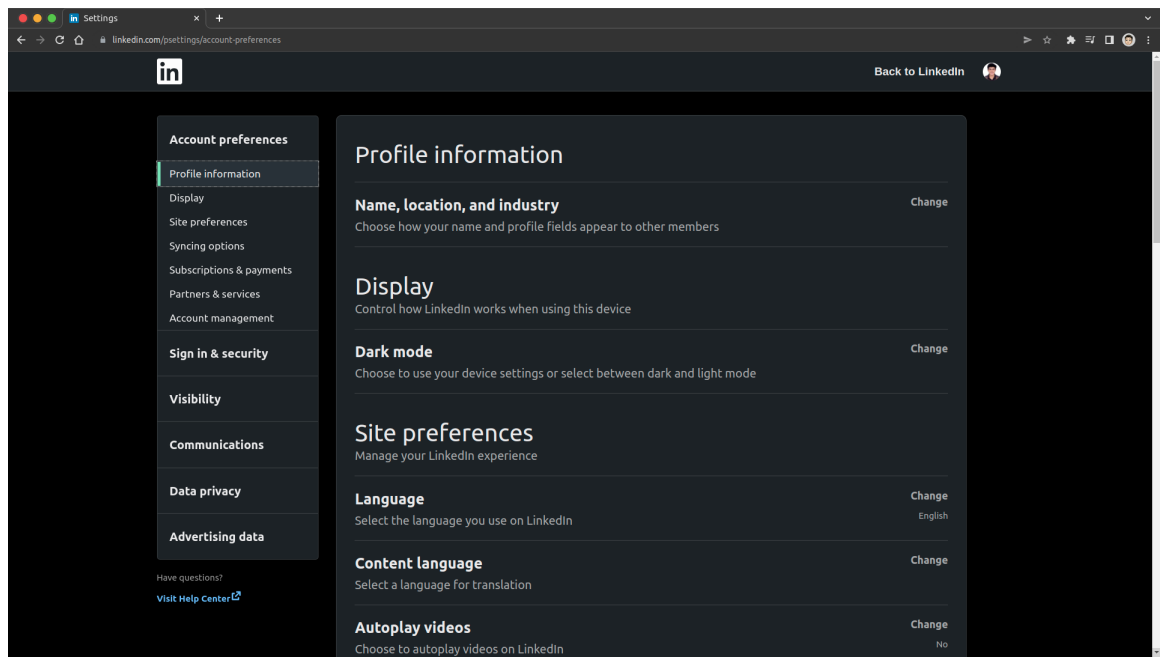 in Settings
linkedin.com/psettings/account-preferences
in
Back to LinkedIn
Account preferences
Profile information
Display
Site preferences
Syncing options
Subscriptions & payments
Partners & services
Account management
Sign in & security
Visibility
Communications
Data privacy
Advertising data
Have questions?
Visit Help Center
Profile information
Name, location, and industry
Change
Choose how your name and profile fields appear to other members
Display
Control how LinkedIn works when using this device
Dark mode
Change
Choose to use your device settings or select between dark and light mode
Site preferences
Manage your LinkedIn experience
Language
Change
Select the language you use on LinkedIn
English
Content language
Change
Select a language for translation
Autoplay videos
Change
Choose to autoplay videos on LinkedIn
No